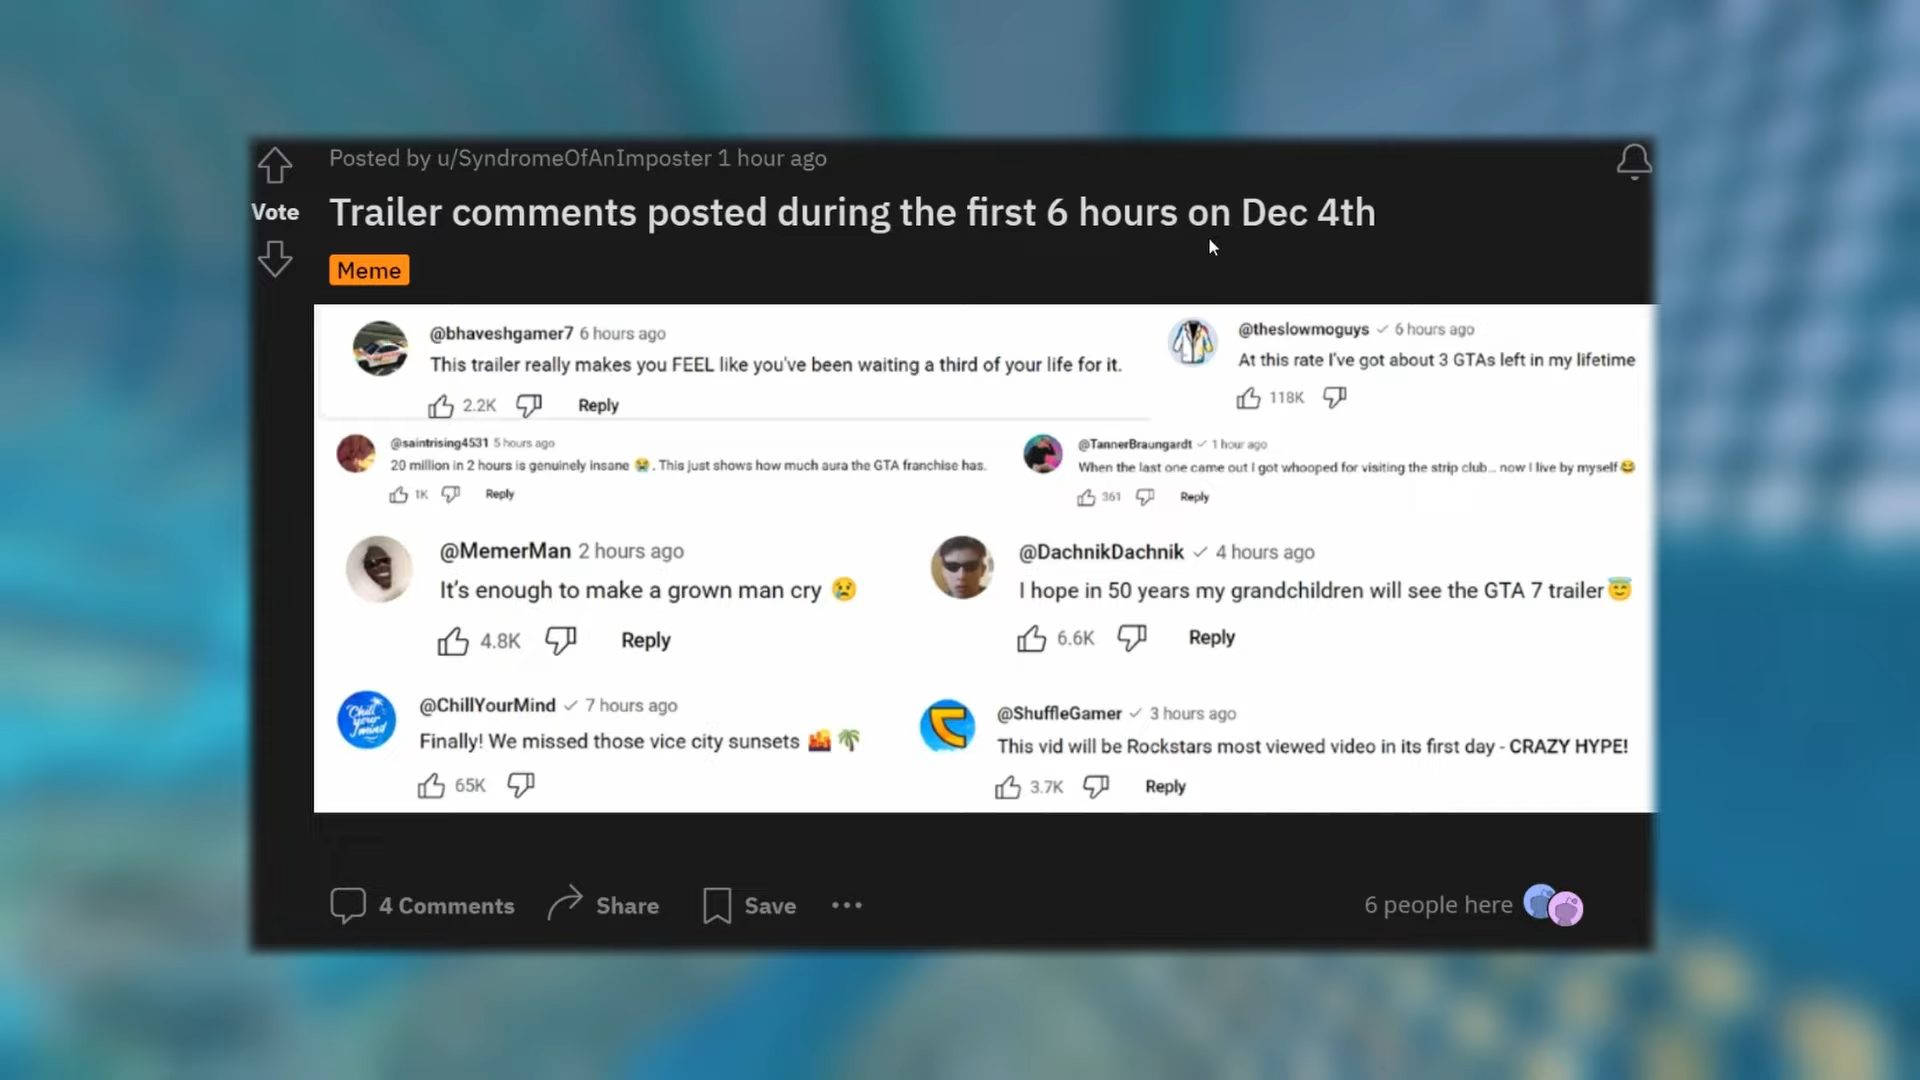 Posted by u/SyndromeOfAnImposter 1 hour ago
Vote
Trailer comments posted during the first 6 hours on Dec 4th
Meme
@bhaveshgamer7 6 hours ago
This trailer really makes you FEEL like you've been waiting a third of your life for it.
2.2K Reply
@theslowmoguys ✓ 6 hours ago
At this rate I've got about 3 GTAs left in my lifetime
118K
@saintrising4531 5 hours ago
20 million in 2 hours is genuinely insane 😭. This just shows how much aura the GTA franchise has.
1K Reply
@TannerBraungardt ✓ 1 hour ago
When the last one came out I got whooped for visiting the strip club... now I live by myself😂
361 Reply
@MemerMan 2 hours ago
It's enough to make a grown man cry 😢
4.8K Reply
@DachnikDachnik ✓ 4 hours ago
I hope in 50 years my grandchildren will see the GTA 7 trailer😇
6.6K Reply
Chill
your
mind
@ChillYourMind ✓ 7 hours ago
Finally! We missed those vice city sunsets 🌇 🌴
65K
@ShuffleGamer ✓ 3 hours ago
This vid will be Rockstars most viewed video in its first day - CRAZY HYPE!
3.7K Reply
4 Comments Share Save ••• 6 people here